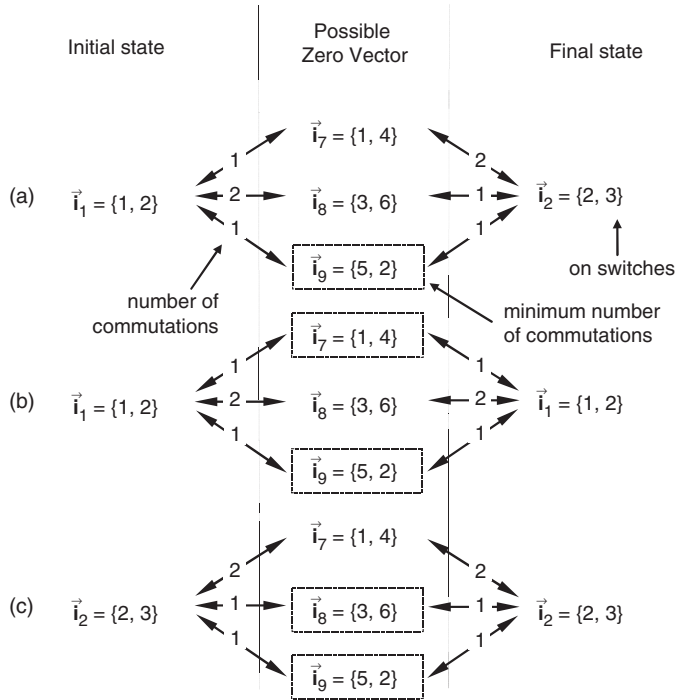 Initial state
Possible
Zero Vector
Final state
i⃗7 = {1, 4}
1
2
(a)
i⃗1 = {1, 2}
2
i⃗8 = {3, 6}
1
i⃗2 = {2, 3}
1
1
i⃗9 = {5, 2}
on switches
number of
commutations
minimum number
of commutations
i⃗7 = {1, 4}
1
1
(b)
i⃗1 = {1, 2}
2
i⃗8 = {3, 6}
2
i⃗1 = {1, 2}
1
1
i⃗9 = {5, 2}
i⃗7 = {1, 4}
2
2
(c)
i⃗2 = {2, 3}
1
i⃗8 = {3, 6}
1
i⃗2 = {2, 3}
1
1
i⃗9 = {5, 2}